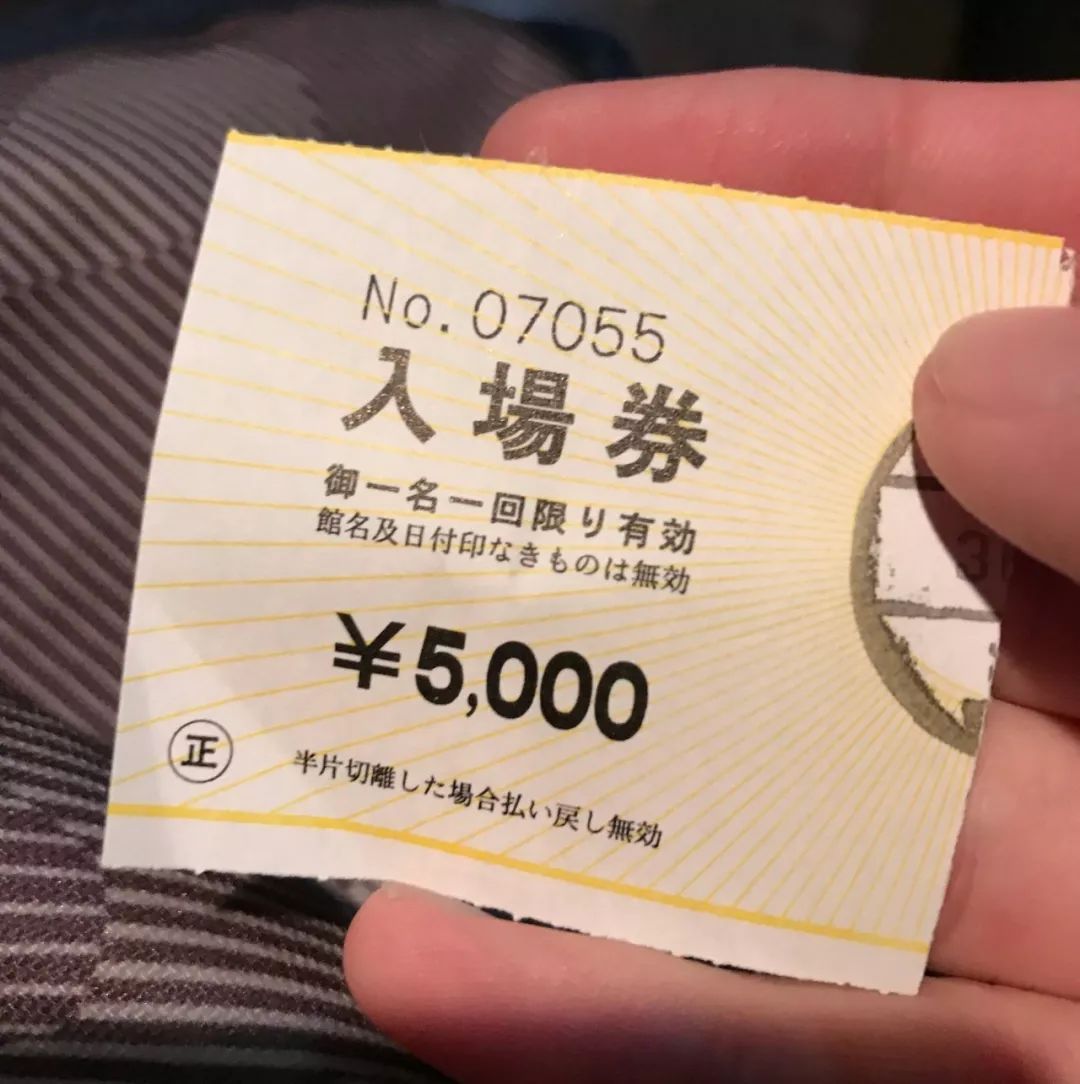 No.07055
入場券
御一名一回限り有効
館名及日付印なきものは無効
¥5,000
正
半片切離した場合払い戻し無効